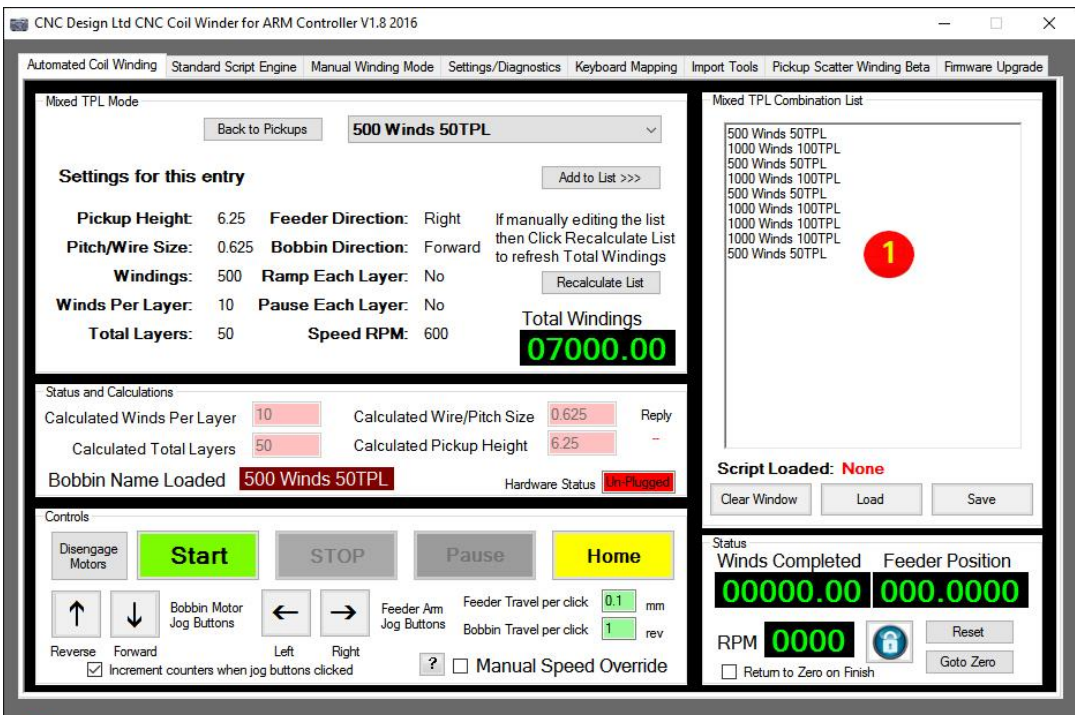 CNC Design Ltd CNC Coil Winder for ARM Controller V1.8 2016
Automated Coil Winding Standard Script Engine Manual Winding Mode Settings/Diagnostics Keyboard Mapping Import Tools Pickup Scatter Winding Beta Firmware Upgrade
Mixed TPL Mode
Back to Pickups 500 Winds 50TPL
Settings for this entry Add to List >>>
Pickup Height: 6.25 Feeder Direction: Right
Pitch/Wire Size: 0.625 Bobbin Direction: Forward
Windings: 500 Ramp Each Layer: No
Winds Per Layer: 10 Pause Each Layer: No
Total Layers: 50 Speed RPM: 600
If manually editing the list
then Click Recalculate List
to refresh Total Windings
Recalculate List
Total Windings
07000.00
Status and Calculations
Calculated Winds Per Layer 10 Calculated Wire/Pitch Size 0.625 Reply
Calculated Total Layers 50 Calculated Pickup Height 6.25 --
Bobbin Name Loaded 500 Winds 50TPL Hardware Status Un-Plugged
Controls
Disengage
Motors
Start STOP Pause Home
↑ ↓ Bobbin Motor
Jog Buttons
← → Feeder Arm
Jog Buttons
Feeder Travel per click 0.1 mm
Bobbin Travel per click 1 rev
Reverse Forward Left Right
Increment counters when jog buttons clicked ? Manual Speed Override
Mixed TPL Combination List
500 Winds 50TPL
1000 Winds 100TPL
500 Winds 50TPL
1000 Winds 100TPL
500 Winds 50TPL
1000 Winds 100TPL
1000 Winds 100TPL
1000 Winds 100TPL
500 Winds 50TPL
1
Script Loaded: None
Clear Window Load Save
Status
Winds Completed Feeder Position
00000.00 000.0000
RPM 0000 Reset
Return to Zero on Finish Goto Zero